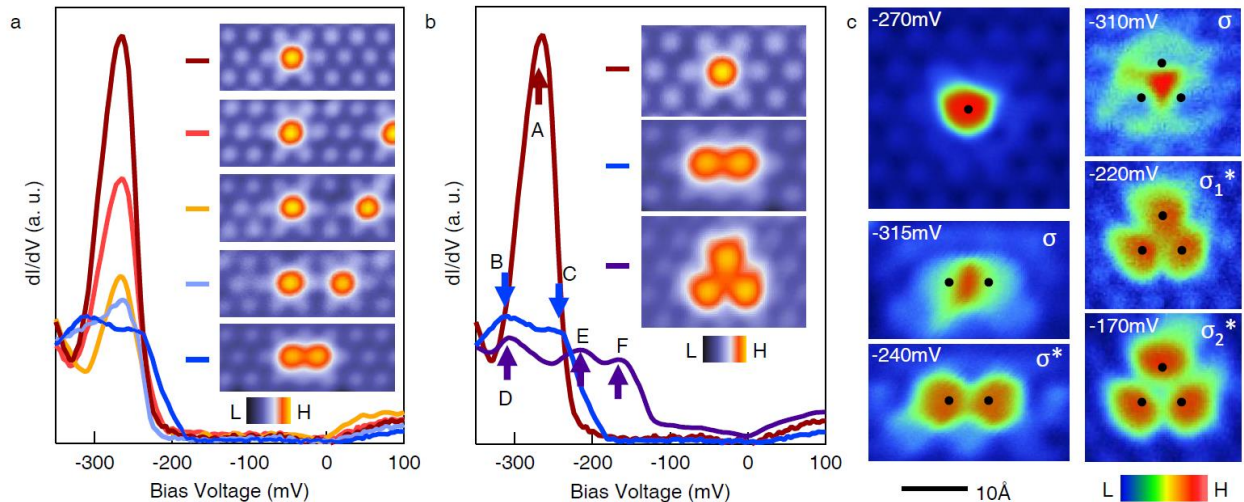 a
dI/dV (a. u.)
L H
-300 -200 -100 0 100
Bias Voltage (mV)
b
dI/dV (a. u.)
A
B
C
D
E
F
L H
-300 -200 -100 0 100
Bias Voltage (mV)
c
-270mV
-315mV σ
-240mV σ*
-310mV σ
-220mV σ₁*
-170mV σ₂*
10Å
L H